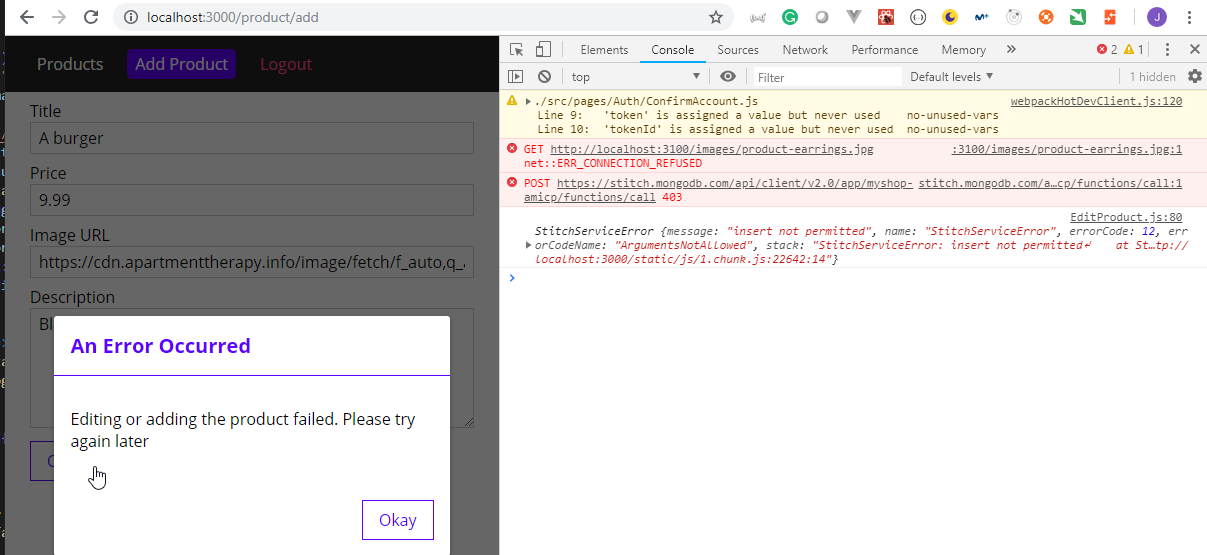 localhost:3000/product/add
J
Products Add Product Logout
Title
A burger
Price
9.99
Image URL
https://cdn.apartmenttherapy.info/image/fetch/f_auto,q_
Description
Bl
An Error Occurred
Editing or adding the product failed. Please try
again later
Okay
Elements Console Sources Network Performance Memory » 2 1
top Filter Default levels 1 hidden
./src/pages/Auth/ConfirmAccount.js webpackHotDevClient.js:120
Line 9: 'token' is assigned a value but never used no-unused-vars
Line 10: 'tokenId' is assigned a value but never used no-unused-vars
GET http://localhost:3100/images/product-earrings.jpg :3100/images/product-earrings.jpg:1
net::ERR_CONNECTION_REFUSED
POST https://stitch.mongodb.com/api/client/v2.0/app/myshop- stitch.mongodb.com/a…cp/functions/call:1
amicp/functions/call 403
EditProduct.js:80
StitchServiceError {message: "insert not permitted", name: "StitchServiceError", errorCode: 12, err
orCodeName: "ArgumentsNotAllowed", stack: "StitchServiceError: insert not permitted↵ at St…tp://
localhost:3000/static/js/1.chunk.js:22642:14"}